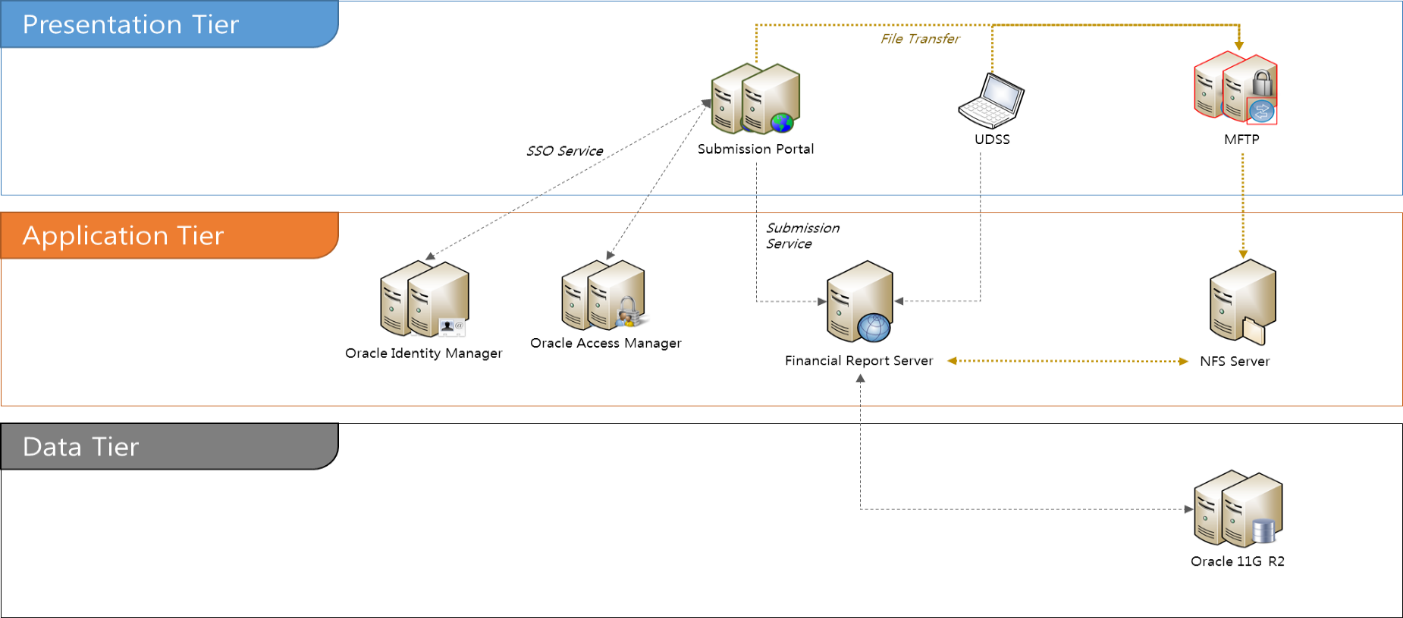 Presentation Tier
File Transfer
SSO Service
Submission Portal
UDSS
MFTP
Application Tier
Submission
Service
Oracle Identity Manager
Oracle Access Manager
Financial Report Server
NFS Server
Data Tier
Oracle 11G R2